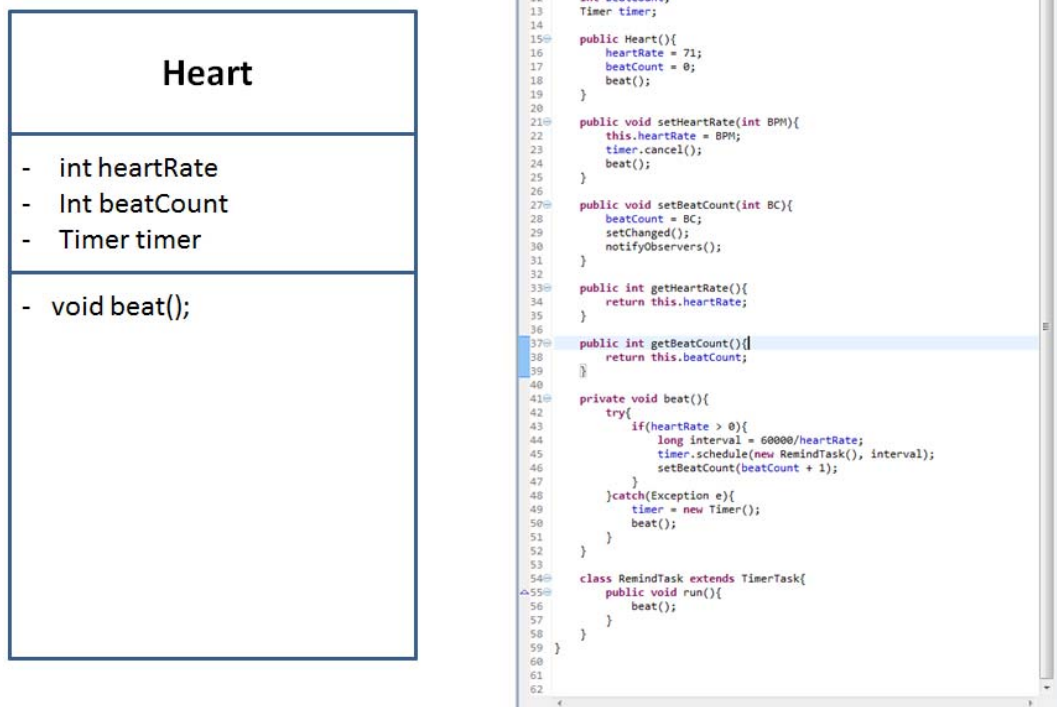 Heart
- int heartRate
- Int beatCount
- Timer timer
- void beat();
13 Timer timer;
14
15 public Heart(){
16 heartRate = 71;
17 beatCount = 0;
18 beat();
19 }
20
21 public void setHeartRate(int BPM){
22 this.heartRate = BPM;
23 timer.cancel();
24 beat();
25 }
26
27 public void setBeatCount(int BC){
28 beatCount = BC;
29 setChanged();
30 notifyObservers();
31 }
32
33 public int getHeartRate(){
34 return this.heartRate;
35 }
36
37 public int getBeatCount(){
38 return this.beatCount;
39 }
40
41 private void beat(){
42 try{
43 if(heartRate > 0){
44 long interval = 60000/heartRate;
45 timer.schedule(new RemindTask(), interval);
46 setBeatCount(beatCount + 1);
47 }
48 }catch(Exception e){
49 timer = new Timer();
50 beat();
51 }
52 }
53
54 class RemindTask extends TimerTask{
55 public void run(){
56 beat();
57 }
58 }
59 }
60
61
62